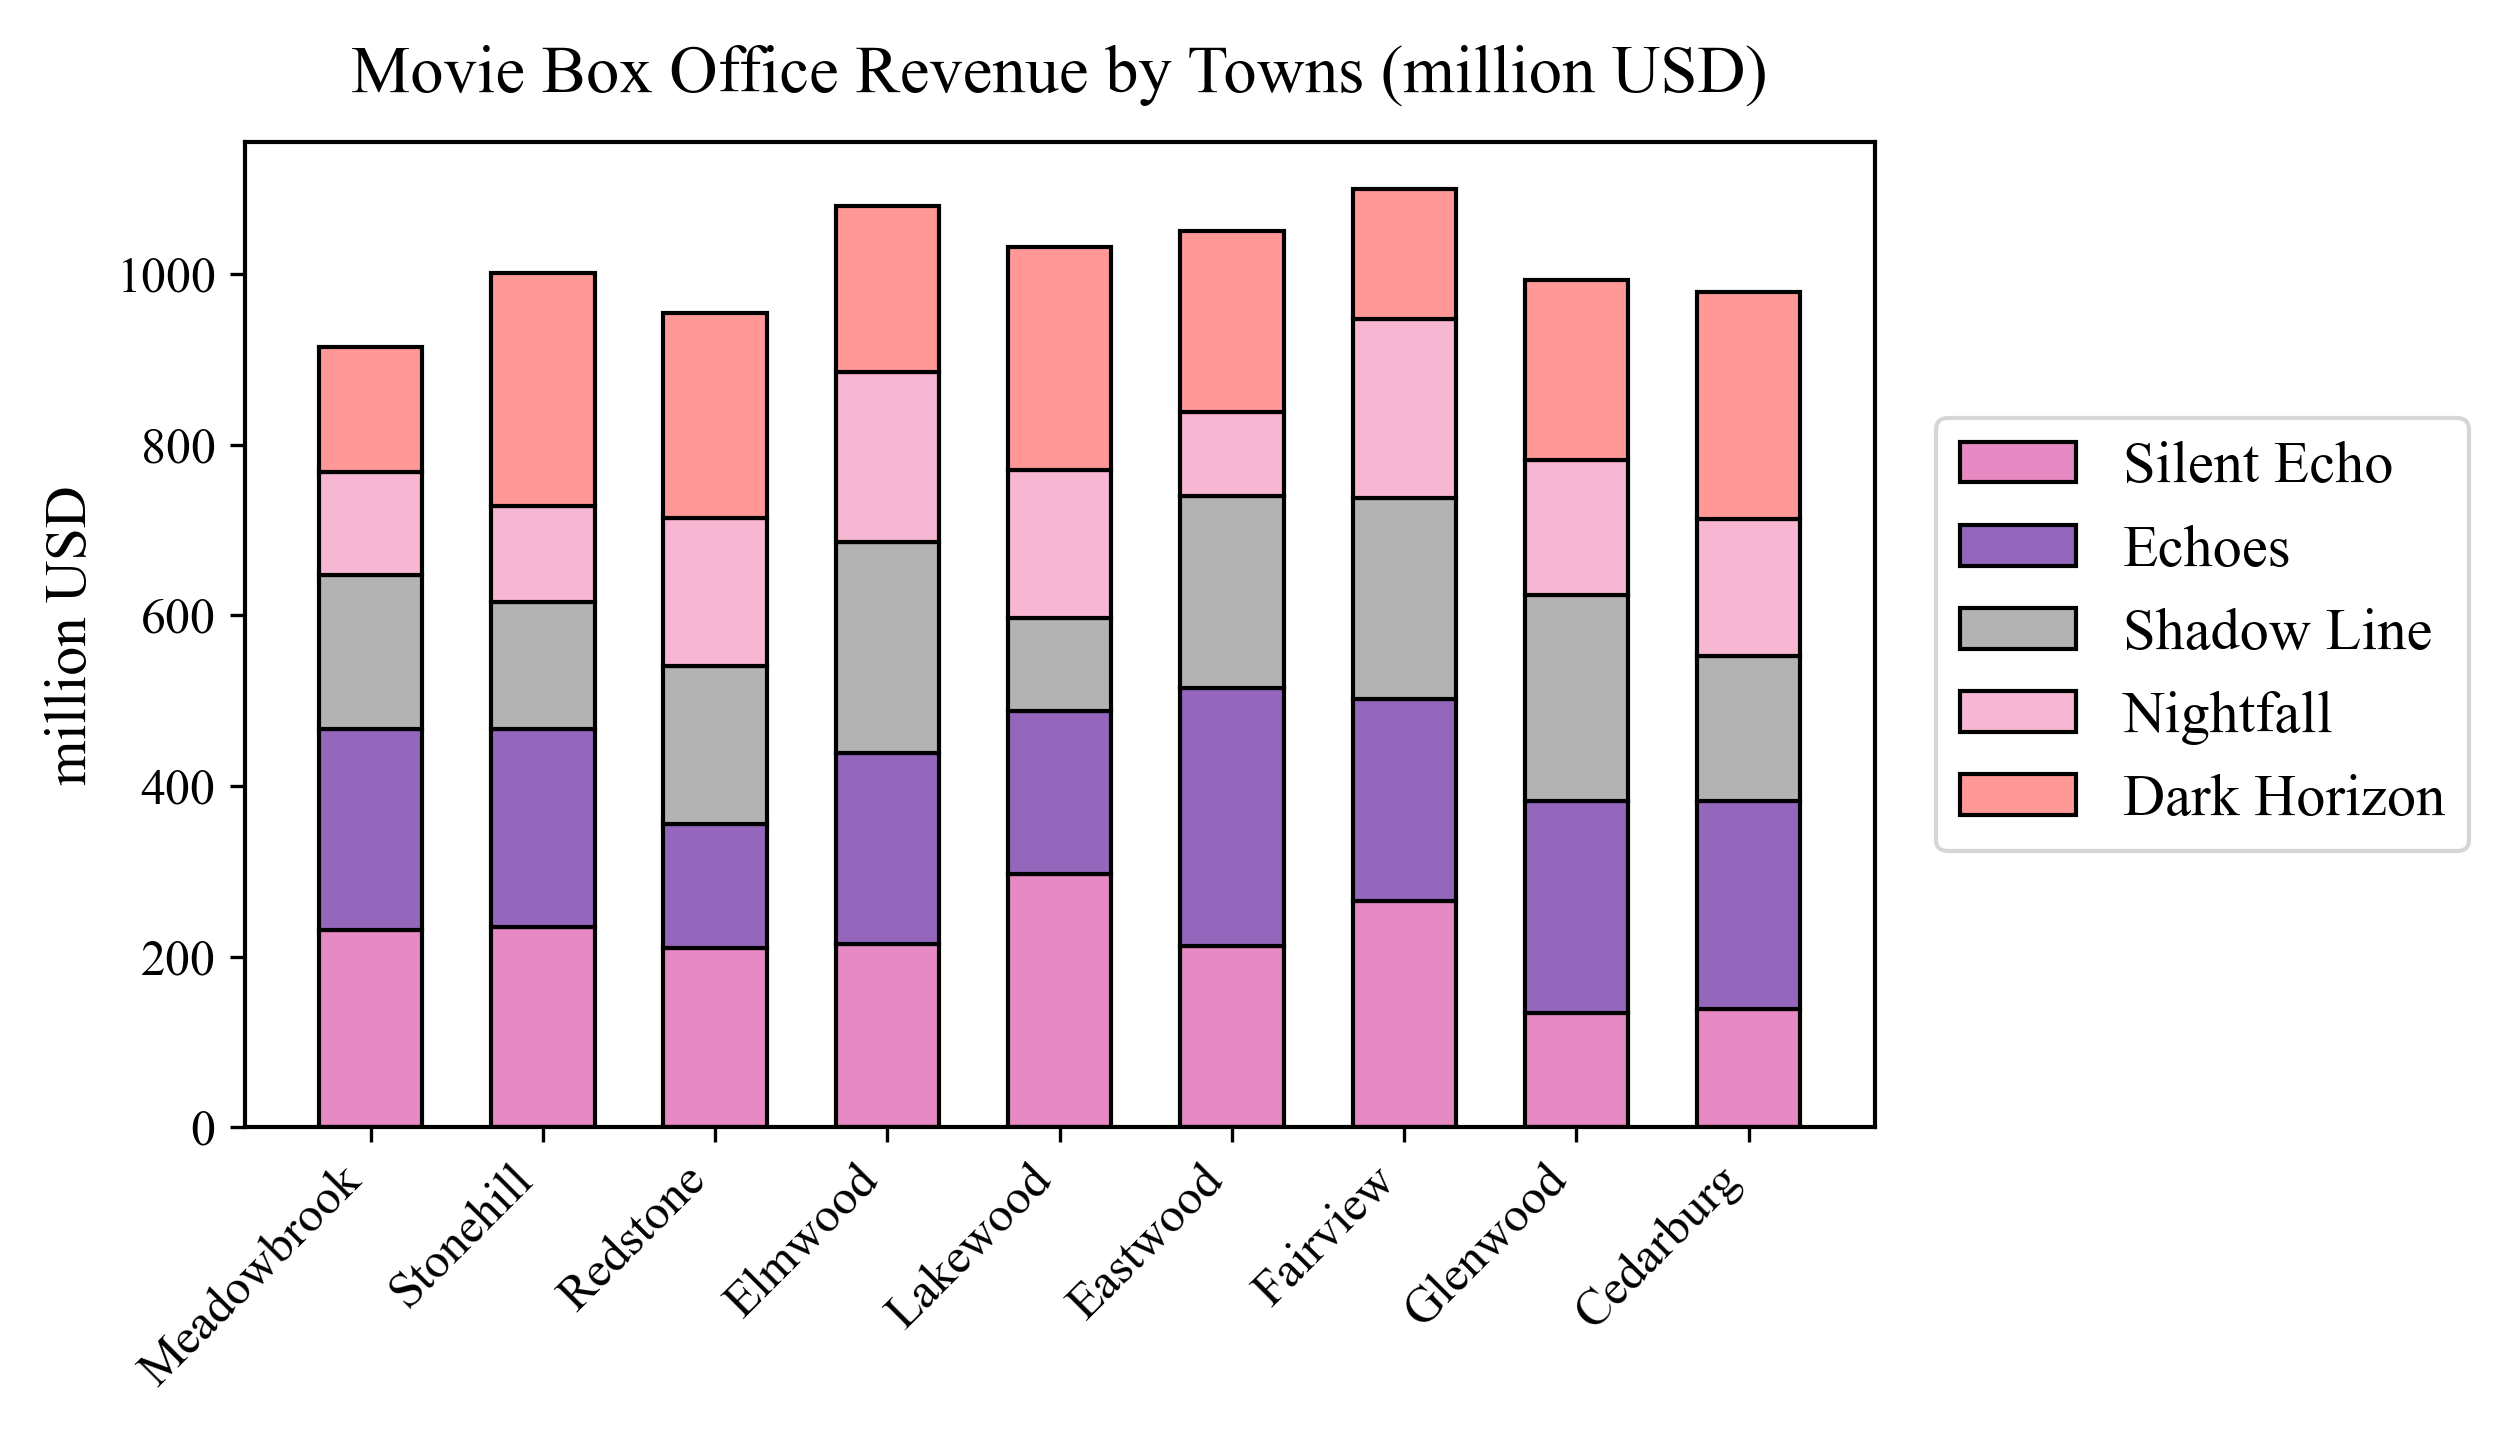 Movie Box Office Revenue by Towns (million USD)
million USD
1000
800
600
400
200
0
Meadowbrook
Stonehill
Redstone
Elmwood
Lakewood
Eastwood
Fairview
Glenwood
Cedarburg
Silent Echo
Echoes
Shadow Line
Nightfall
Dark Horizon